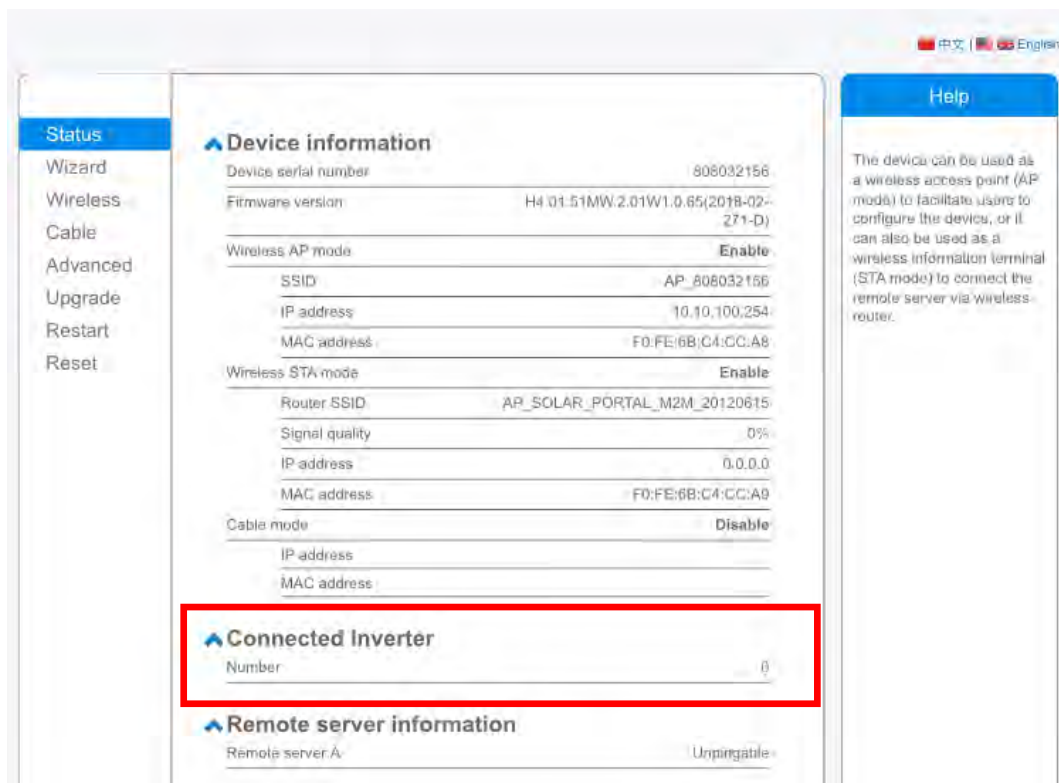 中文 | English
Status
Wizard
Wireless
Cable
Advanced
Upgrade
Restart
Reset
Device information
Device serial number 808032156
Firmware version H4.01.51MW.2.01W1.0.65(2018-02-
271-D)
Wireless AP mode Enable
SSID AP_808032156
IP address 10.10.100.254
MAC address F0:FE:6B:C4:CC:A8
Wireless STA mode Enable
Router SSID AP_SOLAR_PORTAL_M2M_20120615
Signal quality 0%
IP address 0.0.0.0
MAC address F0:FE:6B:C4:CC:A9
Cable mode Disable
IP address
MAC address
Connected Inverter
Number 0
Remote server information
Remote server A Unpingable
Help
The device can be used as
a wireless access point (AP
mode) to facilitate users to
configure the device, or it
can also be used as a
wireless information terminal
(STA mode) to connect the
remote server via wireless
router.